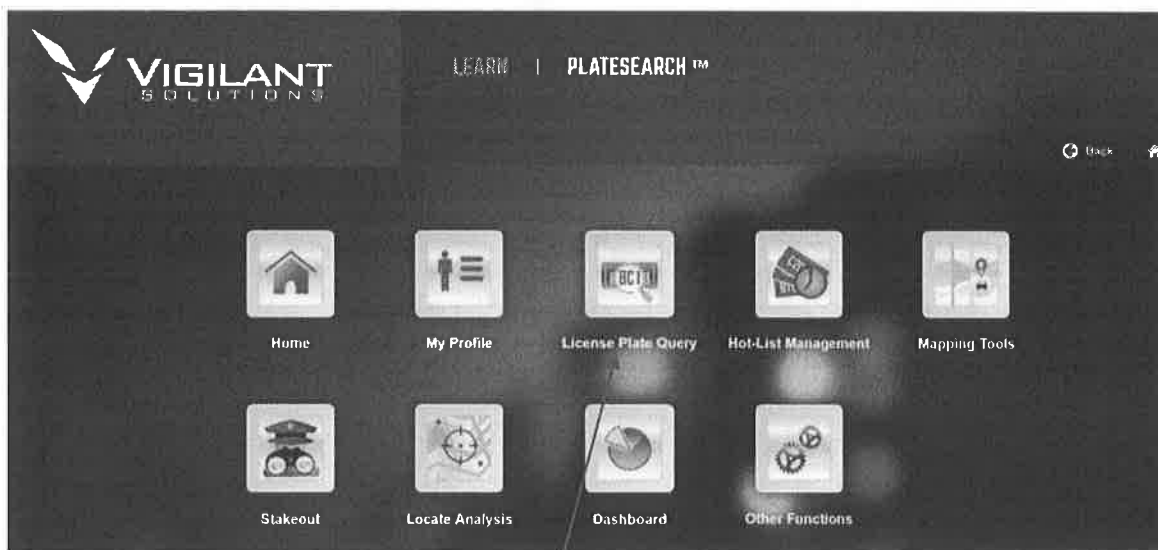 VIGILANT
SOLUTIONS
LEARN | PLATESEARCH ™
Back
Home
My Profile
License Plate Query
Hot-List Management
Mapping Tools
Stakeout
Locate Analysis
Dashboard
Other Functions